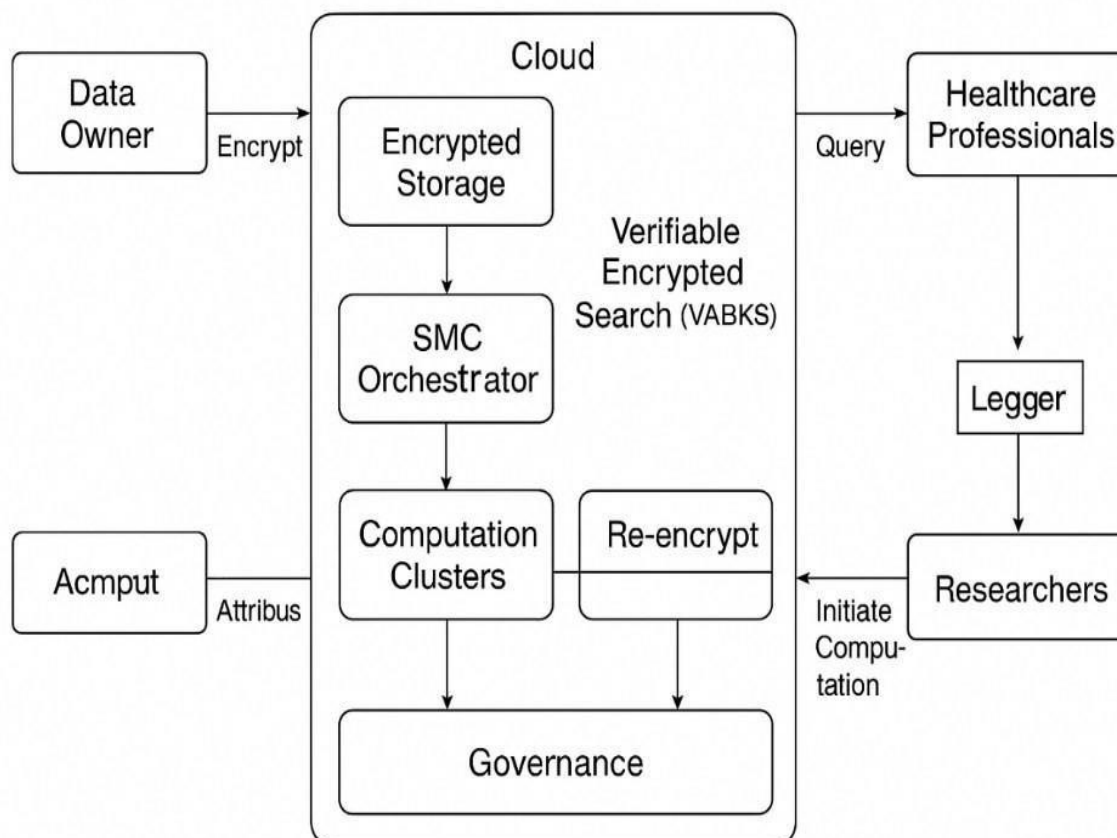 Cloud
Data
Owner
Encrypt
Encrypted
Storage
Query
Healthcare
Professionals
Verifiable
Encrypted
Search (VABKS)
SMC
Orchestrator
Legger
Computation
Clusters
Re-encrypt
Acmput
Attribus
Researchers
Initiate
Compu-
tation
Governance